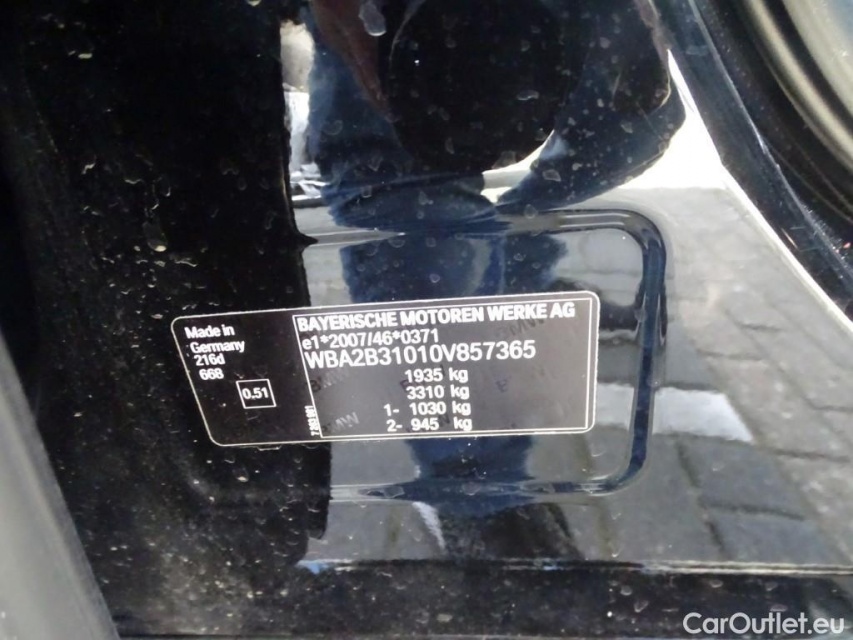 Made in
Germany
216d
668
0.51
BAYERISCHE MOTOREN WERKE AG
e1*2007/46*0371
WBA2B31010V857365
1935 kg
3310 kg
1- 1030 kg
2- 945 kg
CarOutlet.eu